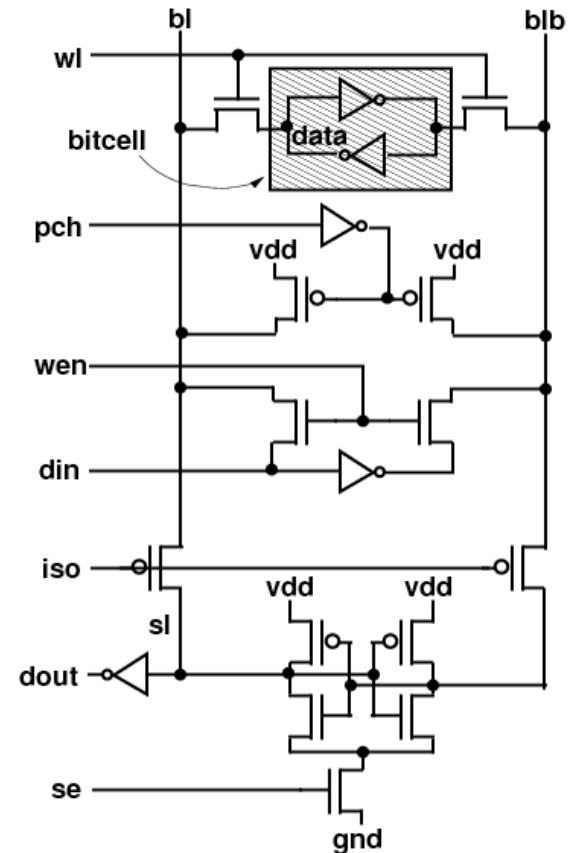 bl
blb
wl
data
bitcell
pch
vdd
vdd
wen
din
iso
vdd
vdd
sl
dout
se
gnd